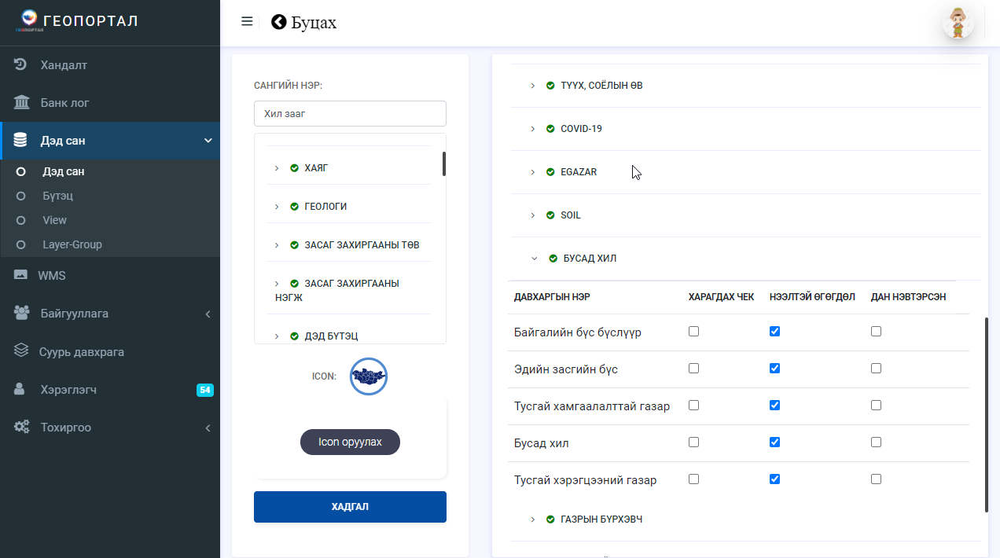 ГЕОПОРТАЛ
ГЕОПОРТАЛ
Хандалт
Банк лог
Дэд сан
Дэд сан
Бүтэц
View
Layer-Group
WMS
Байгууллага
Суурь давхрага
Хэрэглэгч 54
Тохиргоо
Буцах
САНГИЙН НЭР:
Хил зааг
ХАЯГ
ГЕОЛОГИ
ЗАСАГ ЗАХИРГААНЫ ТӨВ
ЗАСАГ ЗАХИРГААНЫ
НЭГЖ
ДЭД БҮТЭЦ
ICON:
Icon оруулах
ХАДГАЛ
ТҮҮХ, СОЁЛЫН ӨВ
COVID-19
EGAZAR
SOIL
БУСАД ХИЛ
ДАВХАРГЫН НЭР ХАРАГДАХ ЧЕК НЭЭЛТЭЙ ӨГӨГДӨЛ ДАН НЭВТЭРСЭН
Байгалийн бүс бүслүүр
Эдийн засгийн бүс
Тусгай хамгаалалттай газар
Бусад хил
Тусгай хэрэгцээний газар
ГАЗРЫН БҮРХЭВЧ